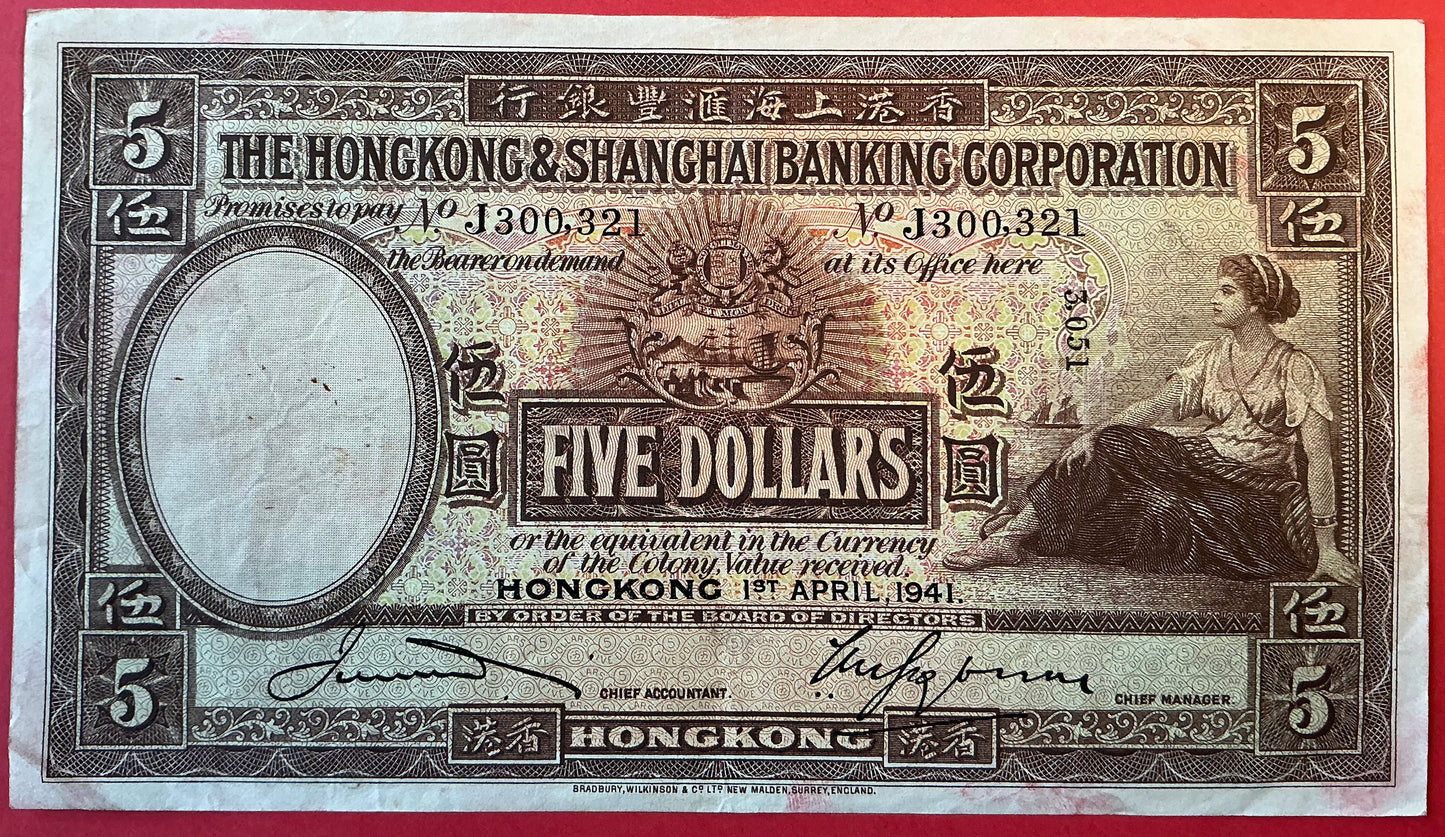 5
5
行銀豐滙海上港香
THE HONGKONG & SHANGHAI BANKING CORPORATION
伍
伍
Promises to pay Nº J300,321
Nº J300,321
the Bearer on demand
at its Office here
3,051
伍圓
伍圓
FIVE DOLLARS
or the equivalent in the Currency
of the Colony, Value received.
HONGKONG 1ST APRIL, 1941.
BY ORDER OF THE BOARD OF DIRECTORS
伍
伍
5
5
CHIEF ACCOUNTANT.
CHIEF MANAGER.
港香
HONGKONG
港香
BRADBURY, WILKINSON & Cº LTD NEW MALDEN, SURREY, ENGLAND.